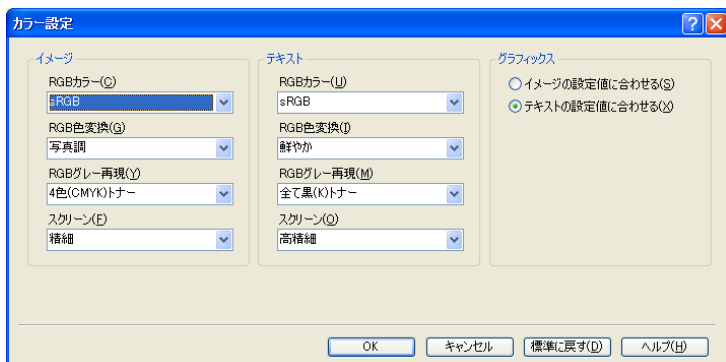 カラー設定
イメージ
RGBカラー(C)
sRGB
RGB色変換(G)
写真調
RGBグレー再現(Y)
4色(CMYK)トナー
スクリーン(F)
精細
テキスト
RGBカラー(U)
sRGB
RGB色変換(I)
鮮やか
RGBグレー再現(M)
全て黒(K)トナー
スクリーン(O)
高精細
グラフィックス
イメージの設定値に合わせる(S)
テキストの設定値に合わせる(X)
OK
キャンセル
標準に戻す(D)
ヘルプ(H)